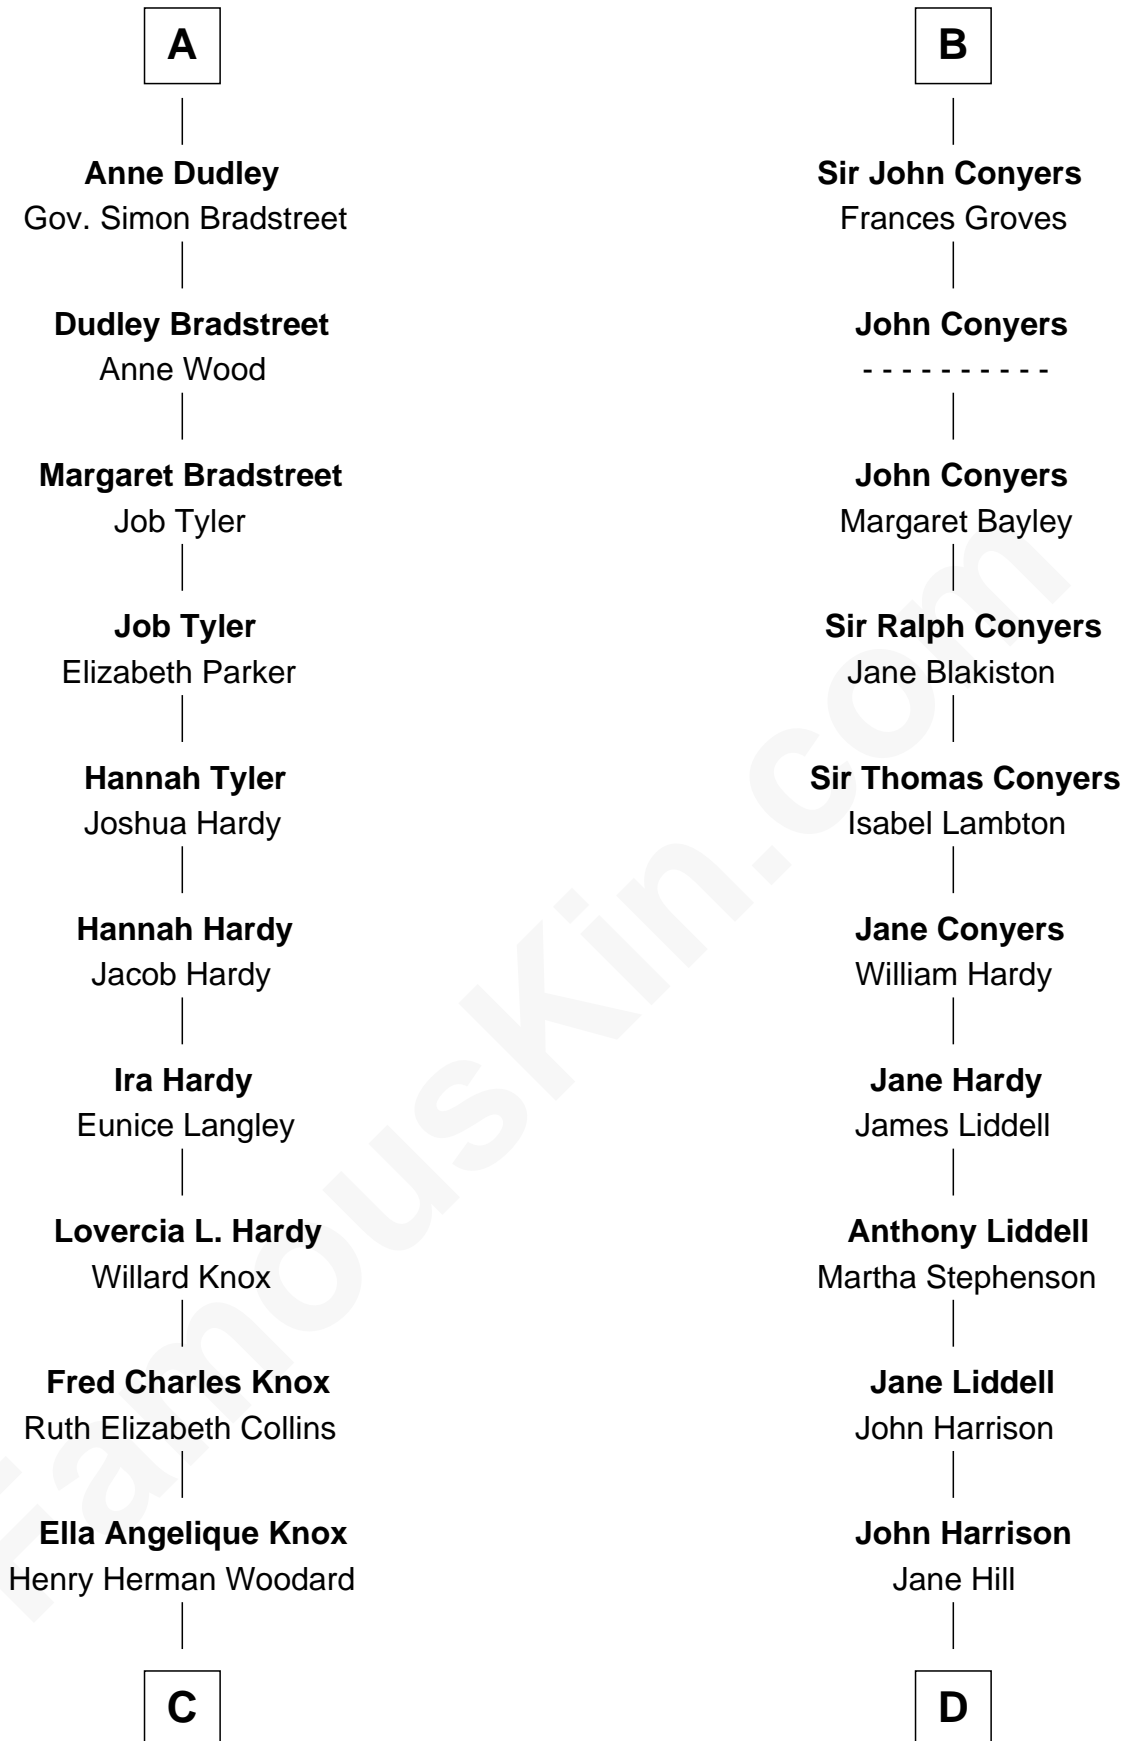 A
Anne Dudley
Gov. Simon Bradstreet
Dudley Bradstreet
Anne Wood
Margaret Bradstreet
Job Tyler
Job Tyler
Elizabeth Parker
Hannah Tyler
Joshua Hardy
Hannah Hardy
Jacob Hardy
Ira Hardy
Eunice Langley
Lovercia L. Hardy
Willard Knox
Fred Charles Knox
Ruth Elizabeth Collins
Ella Angelique Knox
Henry Herman Woodard
C
B
Sir John Conyers
Frances Groves
John Conyers
- - - - - - - - - -
John Conyers
Margaret Bayley
Sir Ralph Conyers
Jane Blakiston
Sir Thomas Conyers
Isabel Lambton
Jane Conyers
William Hardy
Jane Hardy
James Liddell
Anthony Liddell
Martha Stephenson
Jane Liddell
John Harrison
John Harrison
Jane Hill
D
FamousKin.com